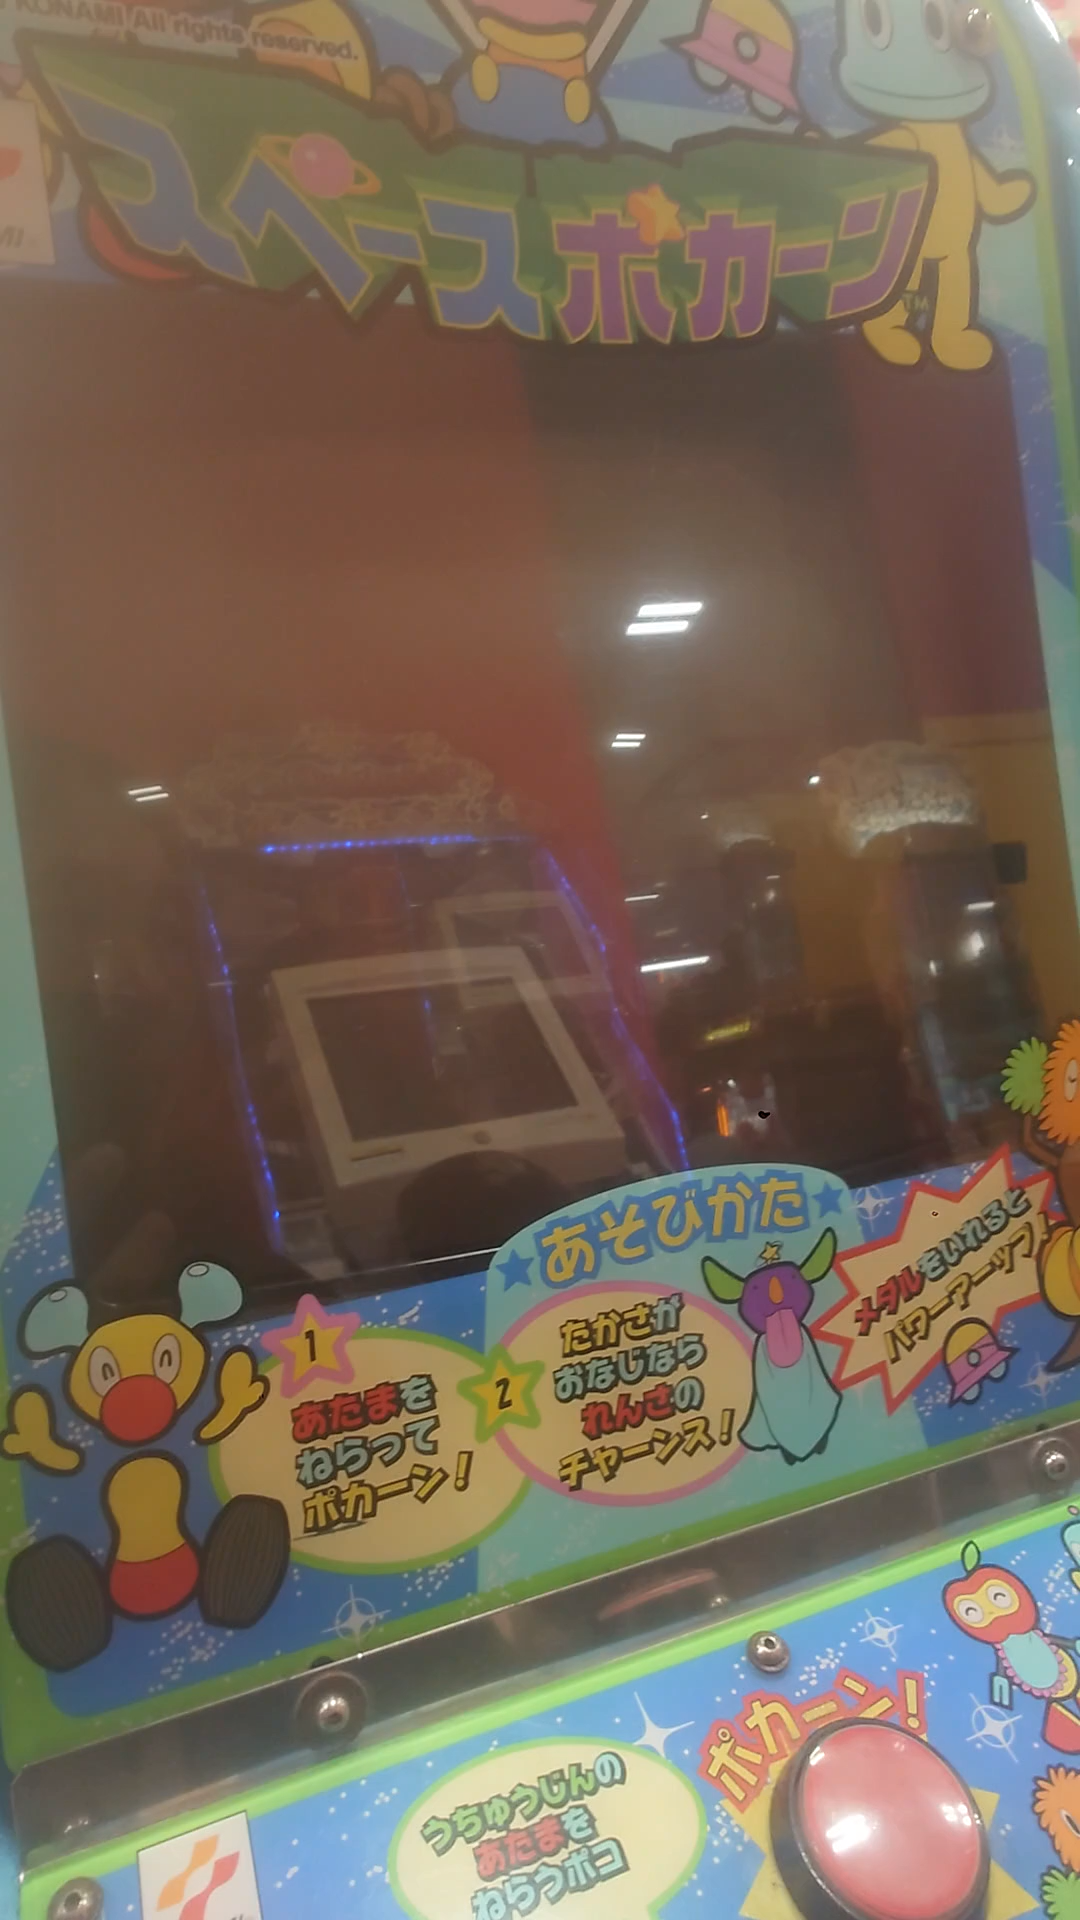 KONAMI All rights reserved.
スペースポカーン
TM
あそびかた
1
あたまを
ねらって
ポカーン!
2
たかさが
おなじなら
れんさの
チャーンス!
メダルをいれると
パワーアーップ!
ポカーン!
うちゅうじんの
あたまを
ねらうポコ